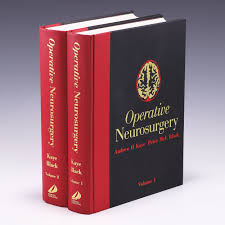 Operative Neurosurgery
Kaye
Black
Volume 2
Operative Neurosurgery
Kaye
Black
Volume 1
Operative
Neurosurgery
Andrew H Kaye Peter McL Black
Volume 1